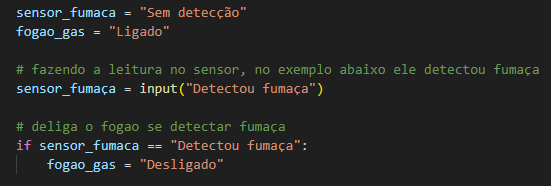 sensor_fumaca = "Sem detecção"
fogao_gas = "Ligado"
# fazendo a leitura no sensor, no exemplo abaixo ele detectou fumaça
sensor_fumaça = input("Detectou fumaça")
# deliga o fogao se detectar fumaça
if sensor_fumaca == "Detectou fumaça":
    fogao_gas = "Desligado"